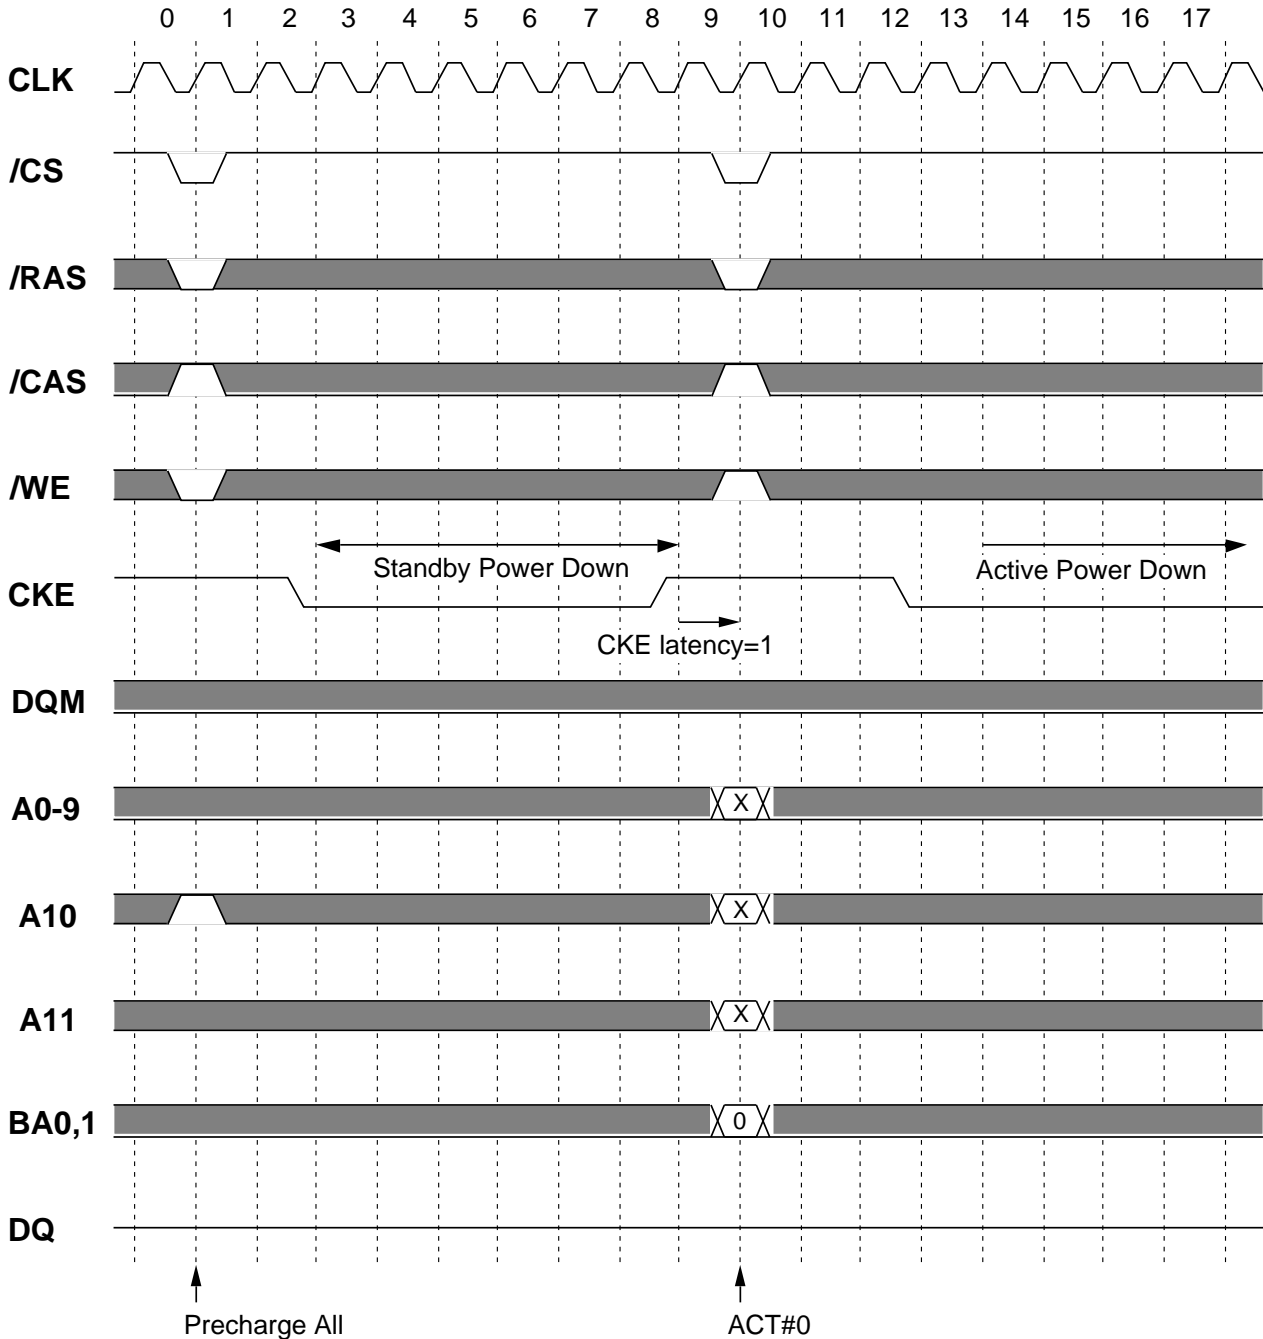 0 1 2 3 4 5 6 7 8 9 10 11 12 13 14 15 16 17
CLK
/CS
/RAS
/CAS
/WE
Standby Power Down Active Power Down
CKE
CKE latency=1
DQM
A0-9 X
A10 X
A11 X
BA0,1 0
DQ
Precharge All ACT#0